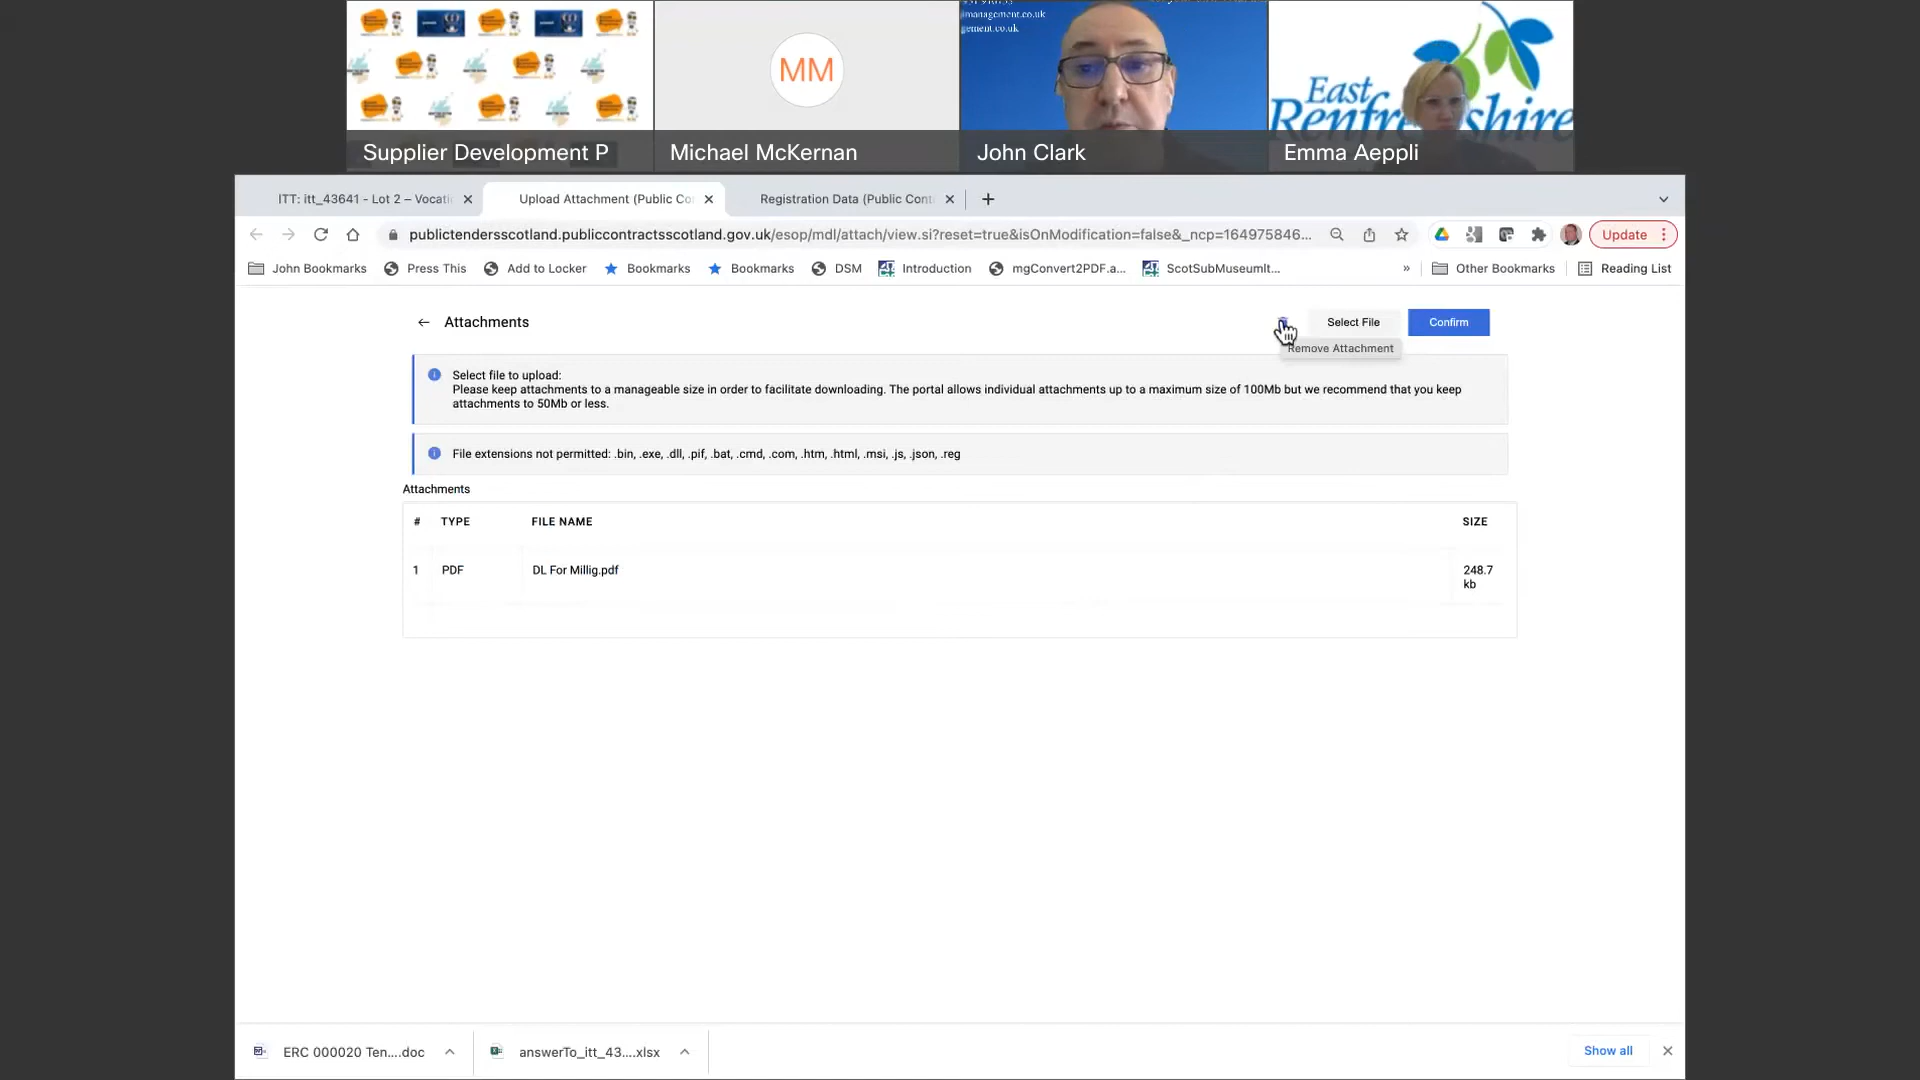 management.co.uk
gement.co.uk
MM
East
Renfrewshire
Supplier Development P
Michael McKernan
John Clark
Emma Aeppli
ITT: itt_43641 - Lot 2 – Vocati
Upload Attachment (Public Co
Registration Data (Public Cont
publictendersscotland.publiccontractsscotland.gov.uk/esop/mdl/attach/view.si?reset=true&isOnModification=false&_ncp=164975846...
Update
John Bookmarks
Press This
Add to Locker
Bookmarks
Bookmarks
DSM
Introduction
mgConvert2PDF.a...
ScotSubMuseumIt...
»
Other Bookmarks
Reading List
Attachments
Select File
Confirm
Remove Attachment
Select file to upload:
Please keep attachments to a manageable size in order to facilitate downloading. The portal allows individual attachments up to a maximum size of 100Mb but we recommend that you keep
attachments to 50Mb or less.
File extensions not permitted: .bin, .exe, .dll, .pif, .bat, .cmd, .com, .htm, .html, .msi, .js, .json, .reg
Attachments
# TYPE FILE NAME SIZE
1 PDF DL For Millig.pdf 248.7
kb
ERC 000020 Ten....doc
answerTo_itt_43....xlsx
Show all